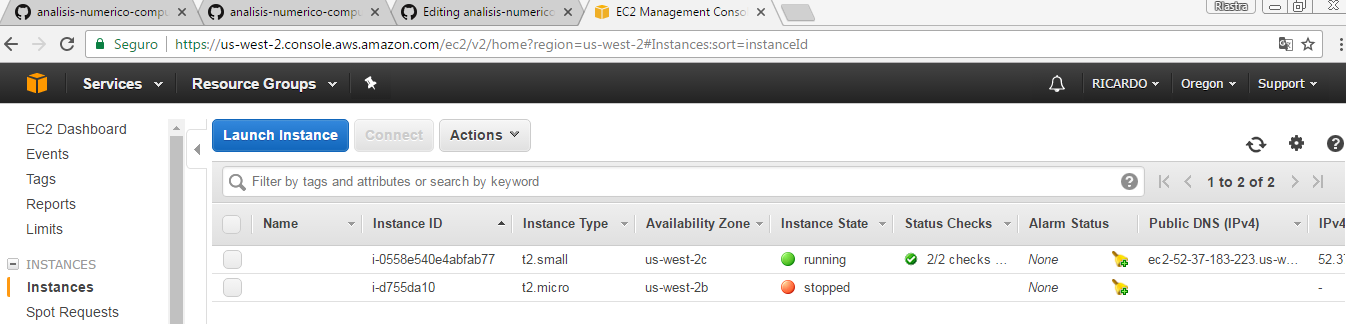 analisis-numerico-compu
analisis-numerico-compu
Editing analisis-numerico
EC2 Management Conso
Riastra
Seguro
https://us-west-2.console.aws.amazon.com/ec2/v2/home?region=us-west-2#Instances:sort=instanceId
Services
Resource Groups
RICARDO
Oregon
Support
EC2 Dashboard
Events
Tags
Reports
Limits
INSTANCES
Instances
Spot Requests
Launch Instance
Connect
Actions
Filter by tags and attributes or search by keyword
1 to 2 of 2
Name Instance ID Instance Type Availability Zone Instance State Status Checks Alarm Status Public DNS (IPv4) IPv4
i-0558e540e4abfab77 t2.small us-west-2c running 2/2 checks ... None ec2-52-37-183-223.us-w... 52.37
i-d755da10 t2.micro us-west-2b stopped None -